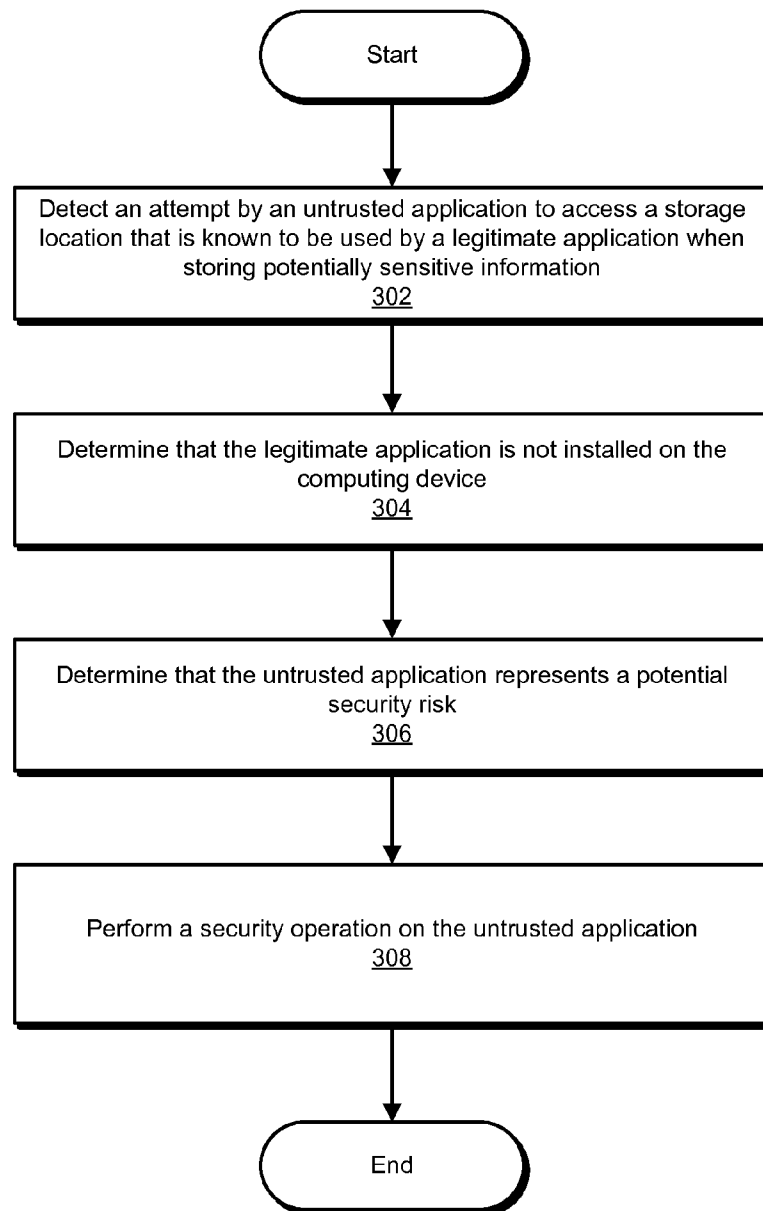 Start
Detect an attempt by an untrusted application to access a storage
location that is known to be used by a legitimate application when
storing potentially sensitive information
302
Determine that the legitimate application is not installed on the
computing device
304
Determine that the untrusted application represents a potential
security risk
306
Perform a security operation on the untrusted application
308
End